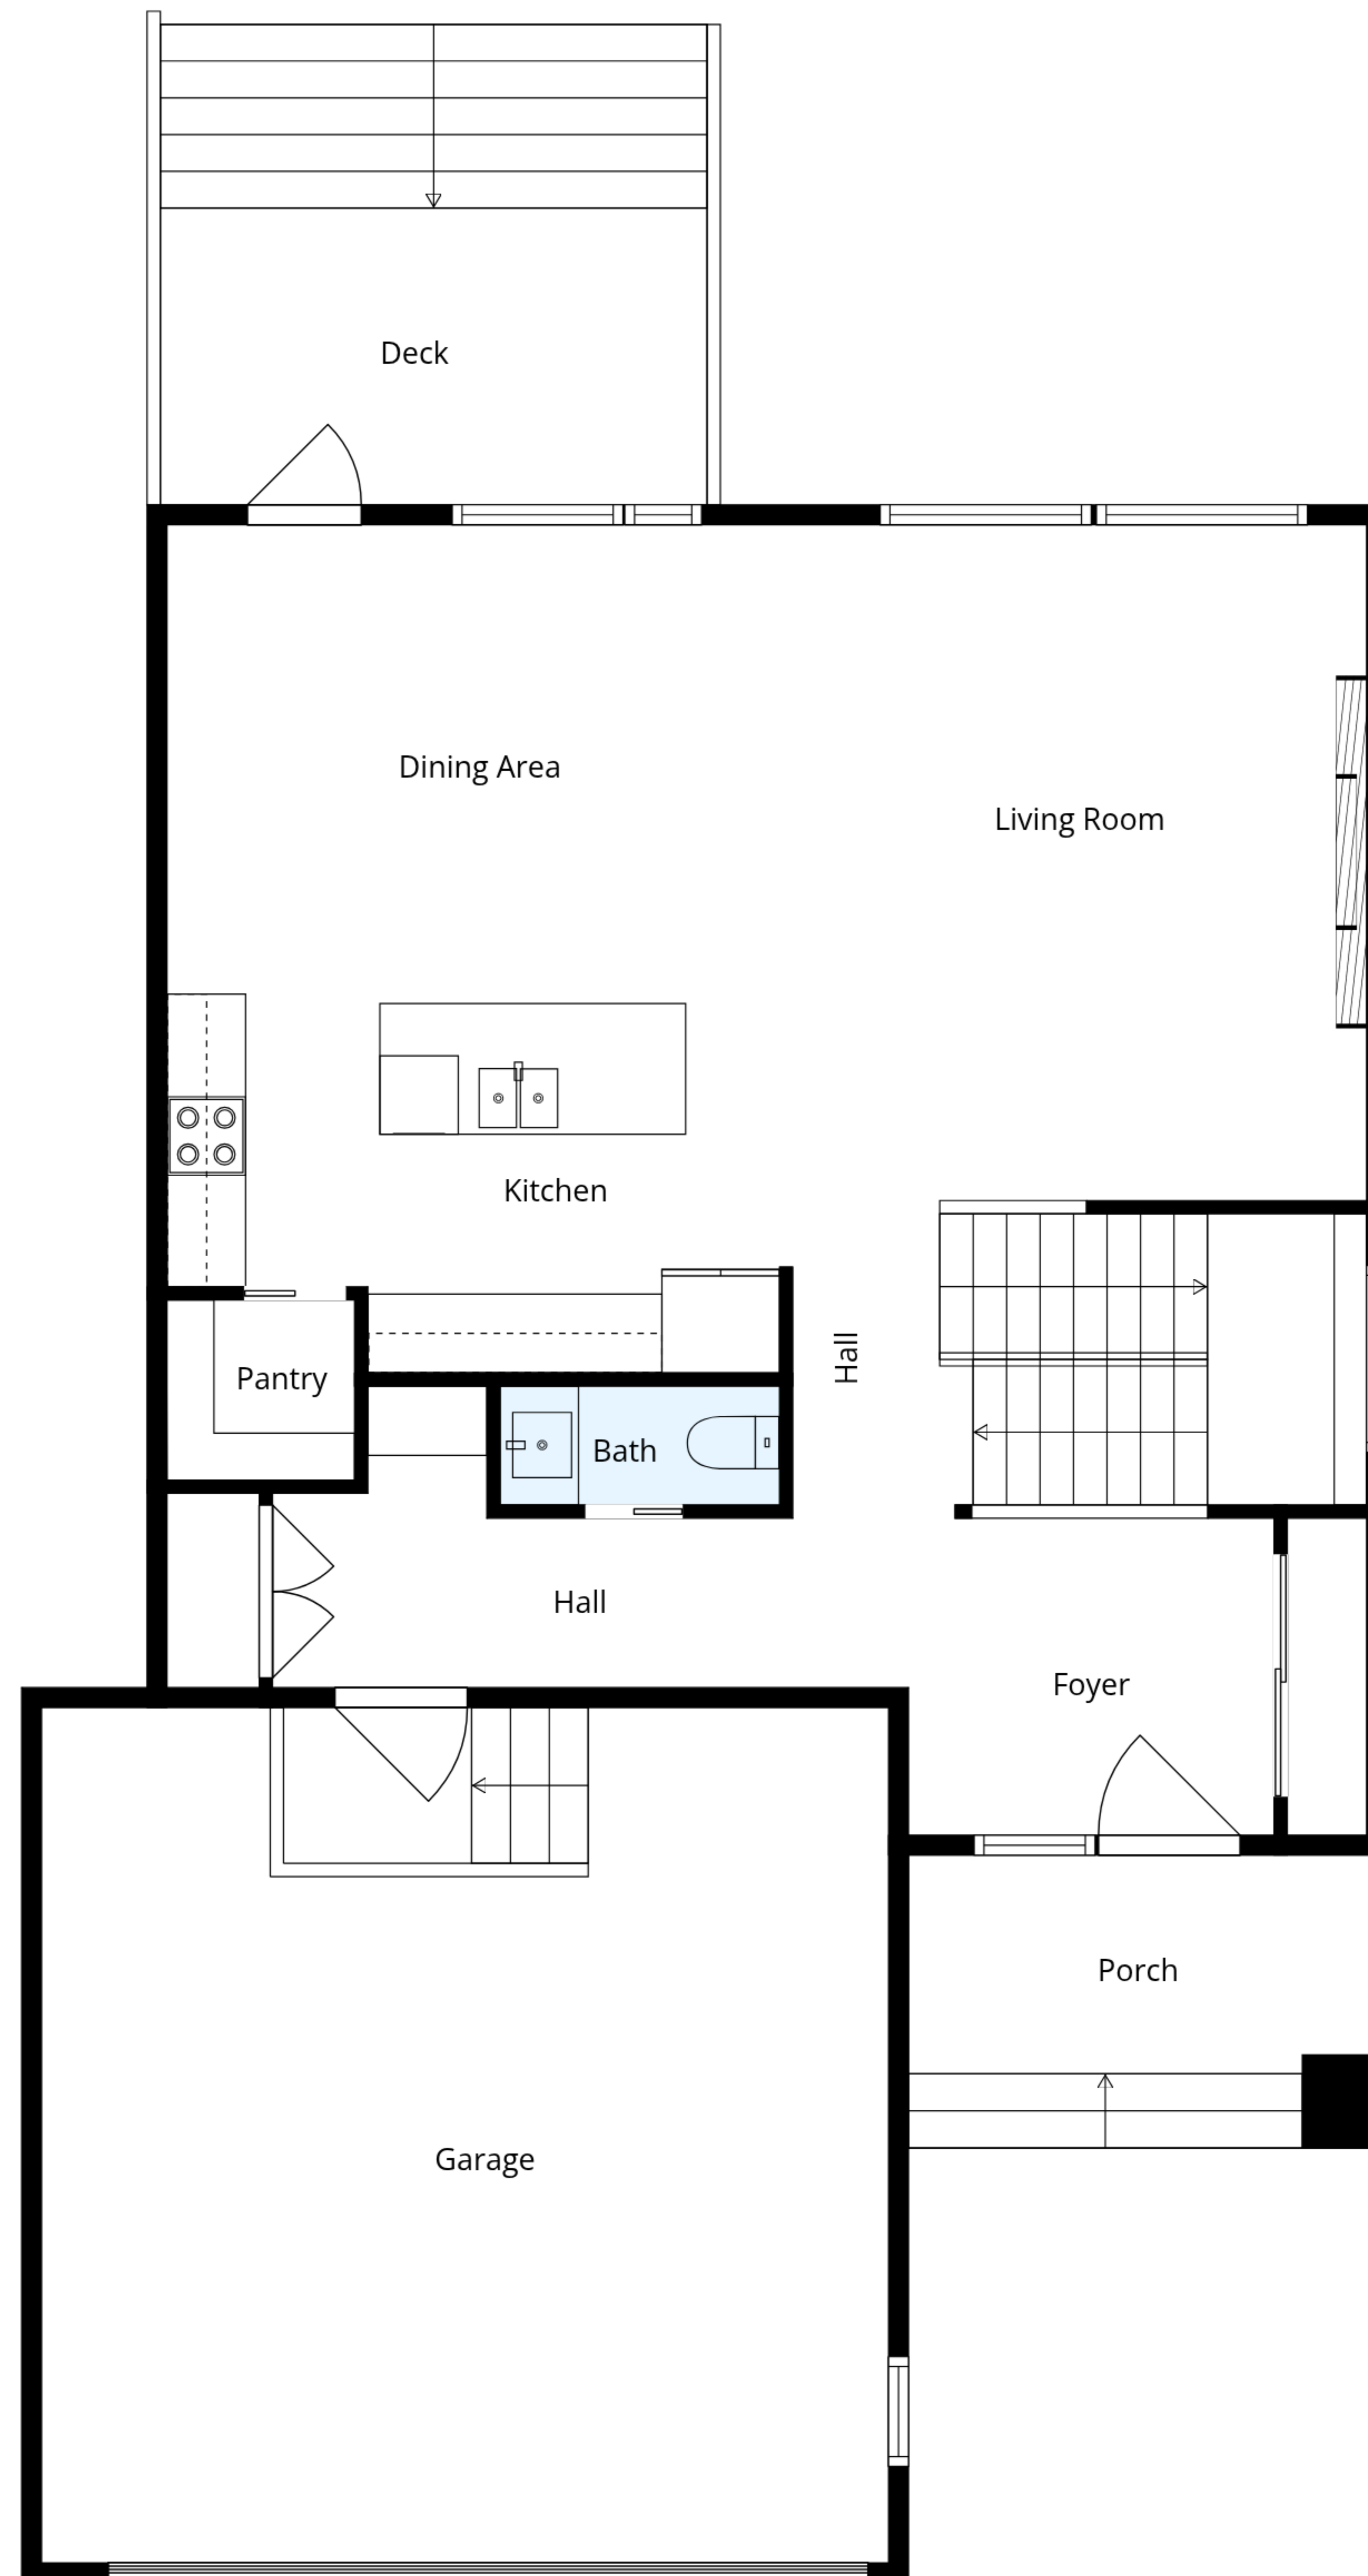 Deck
Dining Area
Living Room
Kitchen
Hall
Pantry
Bath
Hall
Foyer
Porch
Garage